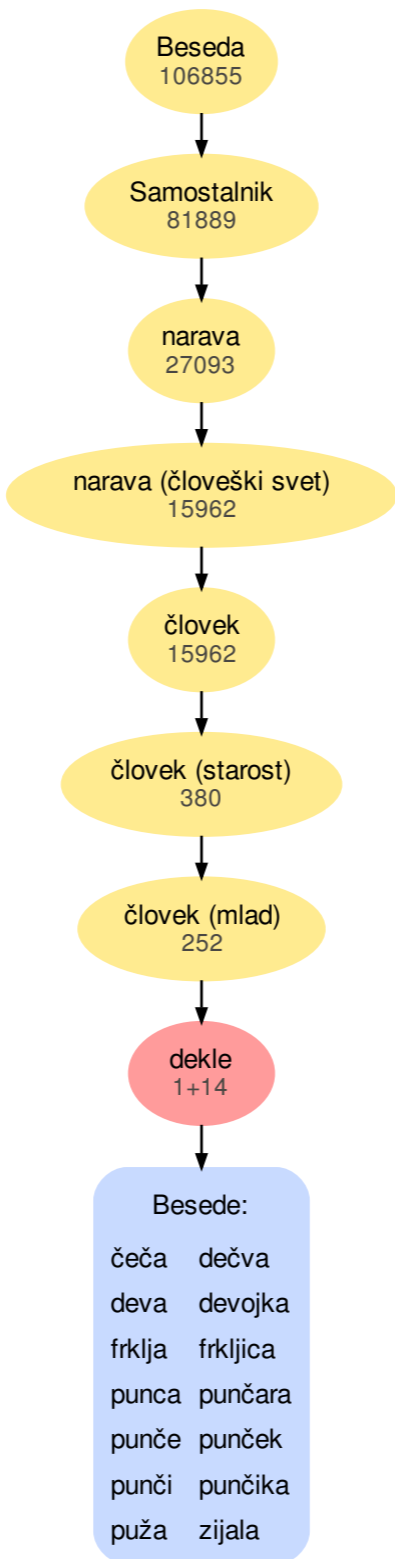 Beseda
106855
Samostalnik
81889
narava
27093
narava (človeški svet)
15962
človek
15962
človek (starost)
380
človek (mlad)
252
dekle
1+14
Besede:
čeča dečva
deva devojka
frklja frkljica
punca punčara
punče punček
punči punčika
puža zijala